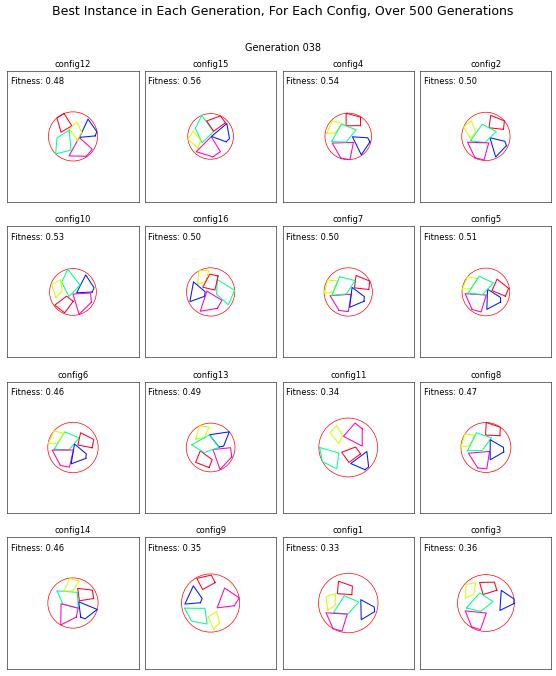 Best Instance in Each Generation, For Each Config, Over 500 Generations
Generation 038
config12
config15
config4
config2
Fitness: 0.48
Fitness: 0.56
Fitness: 0.54
Fitness: 0.50
config10
config16
config7
config5
Fitness: 0.53
Fitness: 0.50
Fitness: 0.50
Fitness: 0.51
config6
config13
config11
config8
Fitness: 0.46
Fitness: 0.49
Fitness: 0.34
Fitness: 0.47
config14
config9
config1
config3
Fitness: 0.46
Fitness: 0.35
Fitness: 0.33
Fitness: 0.36